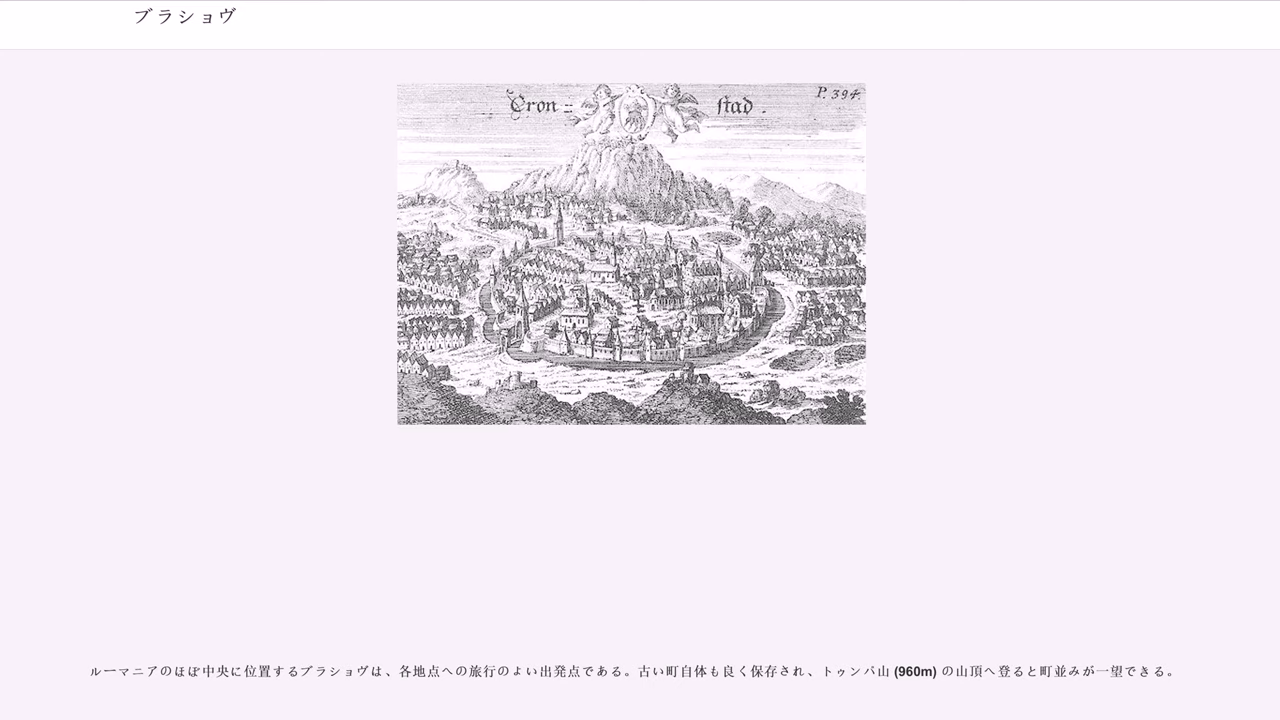 ブラショヴ
Cron = stad .
P. 394.
ルーマニアのほぼ中央に位置するブラショヴは、各地点への旅行のよい出発点である。古い町自体も良く保存され、トゥンパ山 (960m) の山頂へ登ると町並みが一望できる。